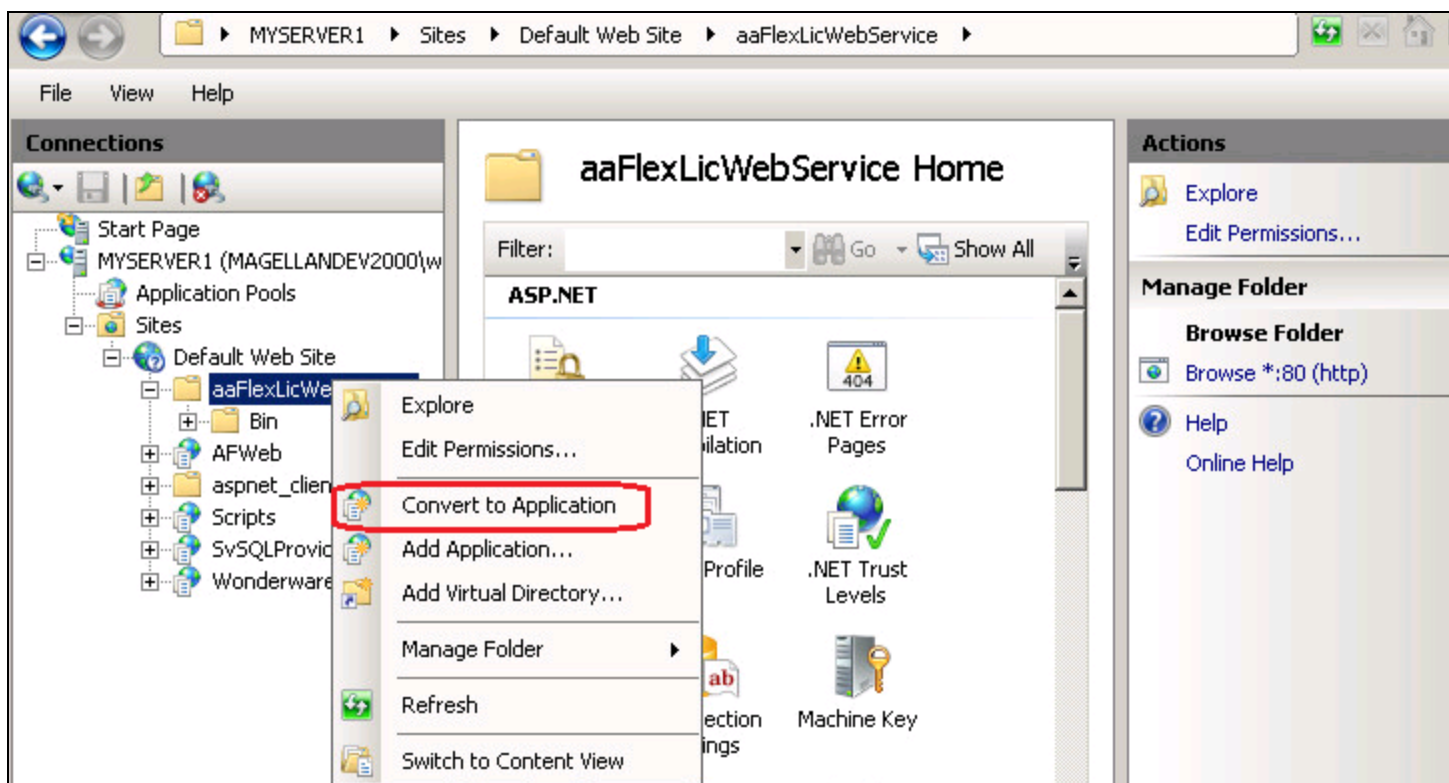 MYSERVER1 Sites Default Web Site aaFlexLicWebService
File View Help
Connections
Start Page
MYSERVER1 (MAGELLANDEV2000\w
Application Pools
Sites
Default Web Site
aaFlexLicWe
Bin
AFWeb
aspnet_clien
Scripts
SvSQLProvic
Wonderware
Explore
Edit Permissions...
Convert to Application
Add Application...
Add Virtual Directory...
Manage Folder
Refresh
Switch to Content View
aaFlexLicWebService Home
Filter: Go Show All
ASP.NET
404
.NET Error
Pages
Profile
.NET Trust
Levels
ab
Machine Key
Actions
Explore
Edit Permissions...
Manage Folder
Browse Folder
Browse *:80 (http)
Help
Online Help